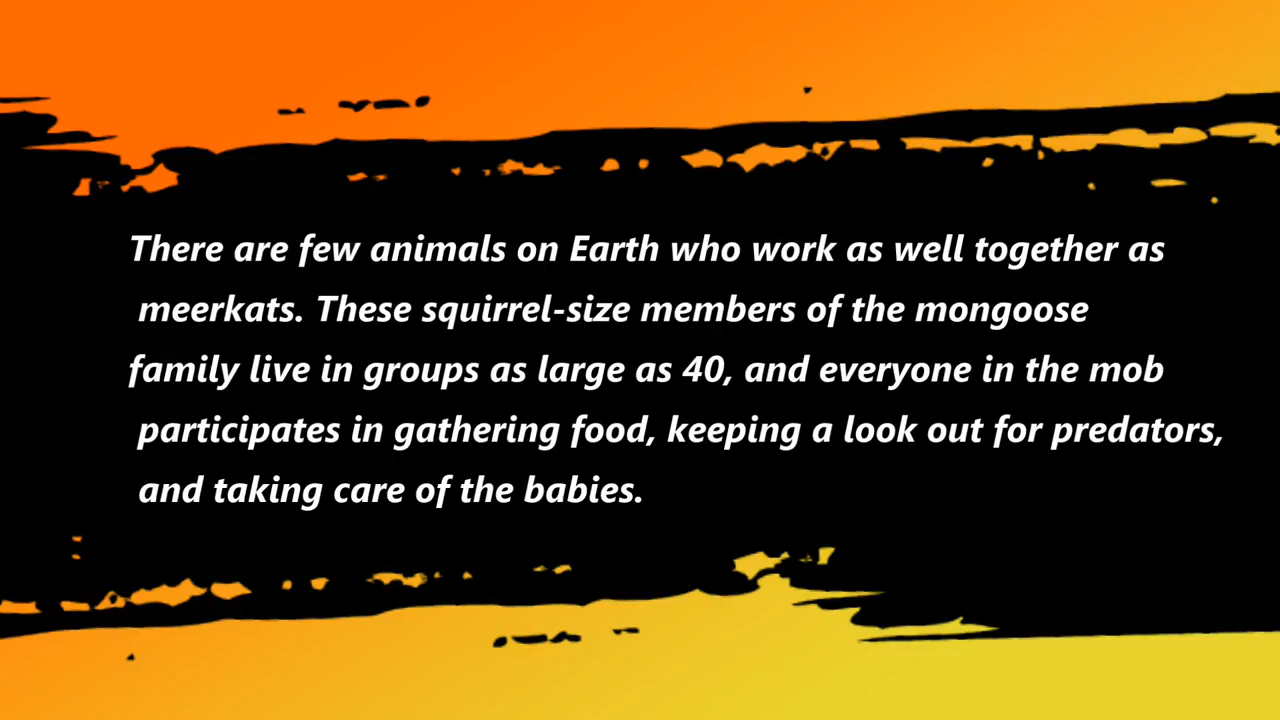 There are few animals on Earth who work as well together as
meerkats. These squirrel-size members of the mongoose
family live in groups as large as 40, and everyone in the mob
participates in gathering food, keeping a look out for predators,
and taking care of the babies.